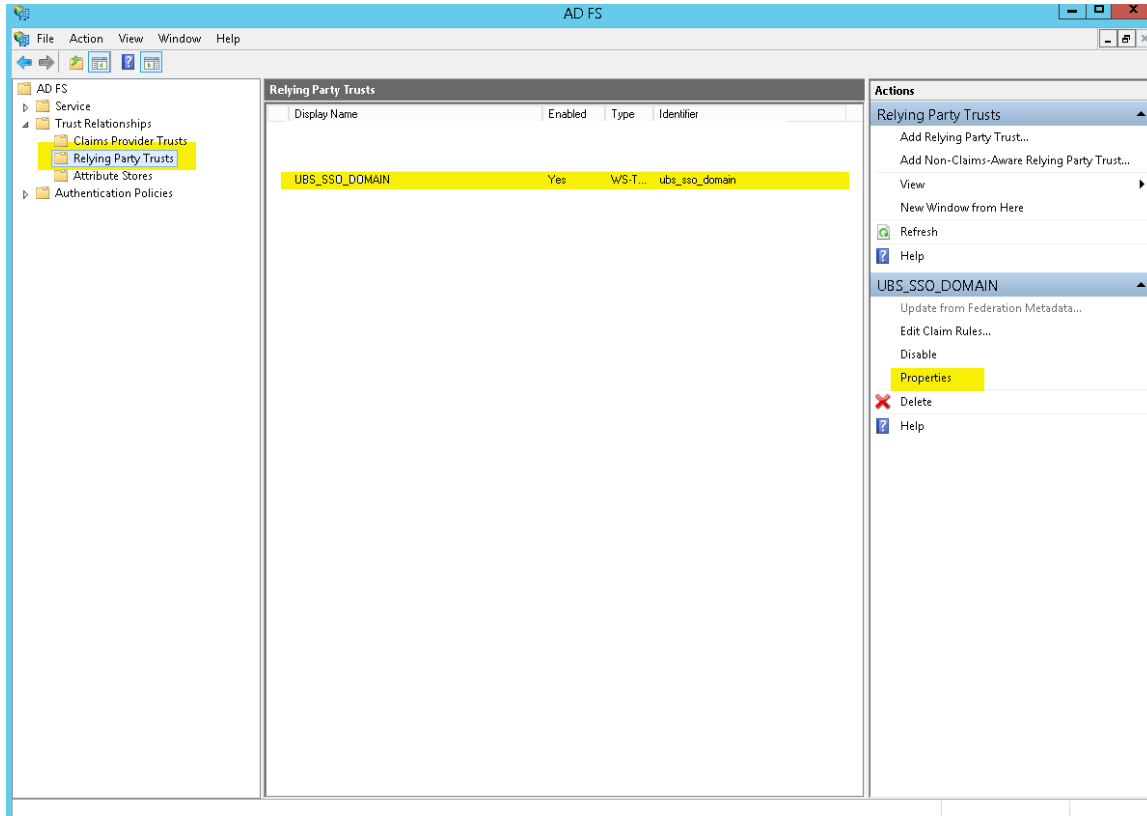 AD FS
File Action View Window Help
AD FS
Service
Trust Relationships
Claims Provider Trusts
Relying Party Trusts
Attribute Stores
Authentication Policies
Relying Party Trusts
Display Name Enabled Type Identifier
UBS_SSO_DOMAIN Yes WS-T... ubs_sso_domain
Actions
Relying Party Trusts
Add Relying Party Trust...
Add Non-Claims-Aware Relying Party Trust...
View
New Window from Here
Refresh
Help
UBS_SSO_DOMAIN
Update from Federation Metadata...
Edit Claim Rules...
Disable
Properties
Delete
Help